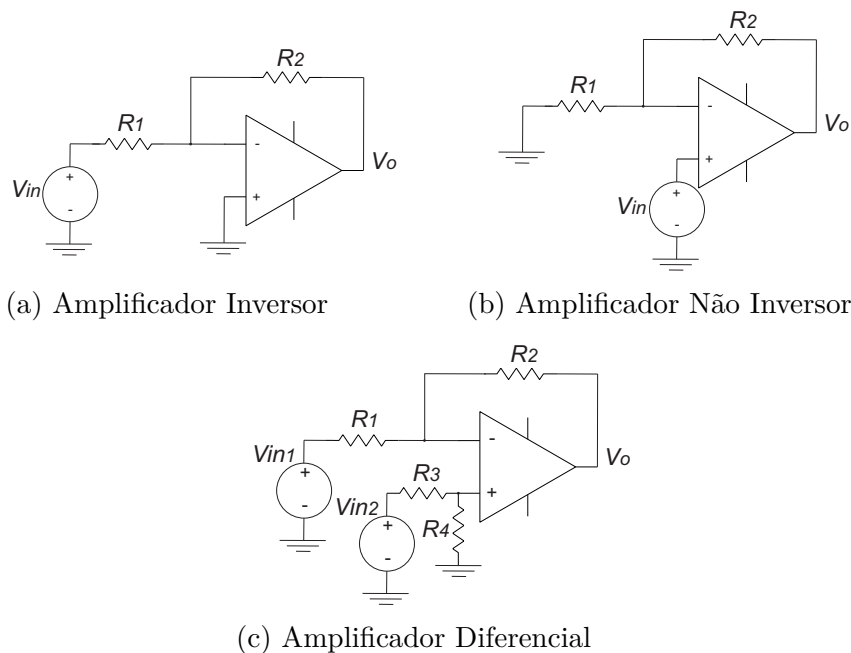 R2
R1
-
+
Vin
+
-
Vo
R2
R1
-
+
Vin
+
-
Vo
(a) Amplificador Inversor
(b) Amplificador Não Inversor
R2
R1
Vin1
+
-
-
+
Vo
R3
Vin2
+
-
R4
(c) Amplificador Diferencial